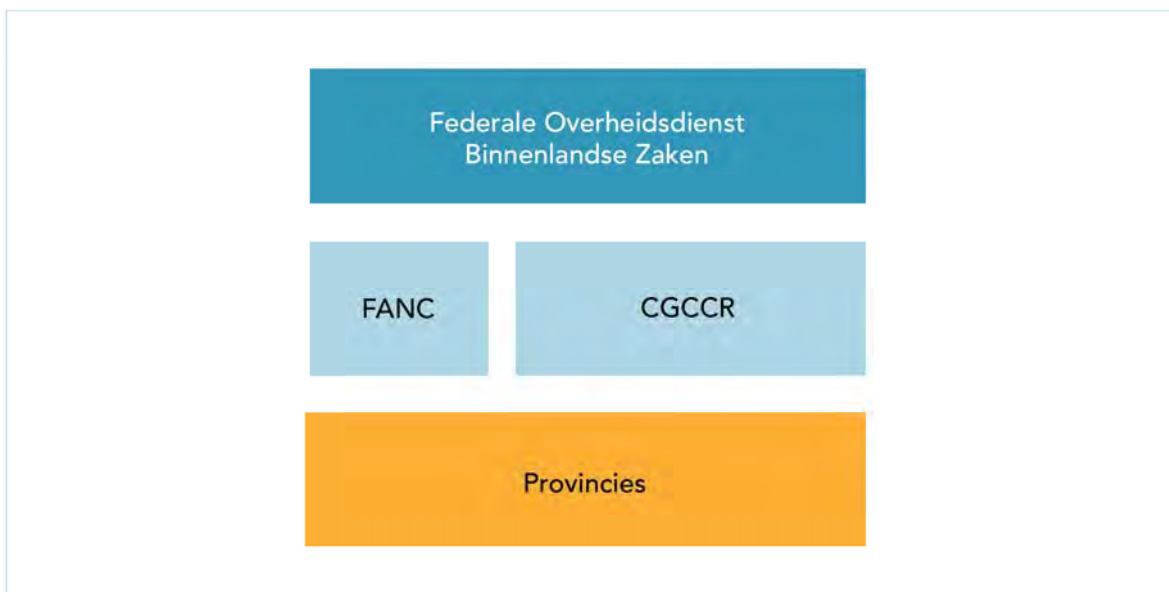 Federale Overheidsdienst
Binnenlandse Zaken
FANC
CGCCR
Provincies